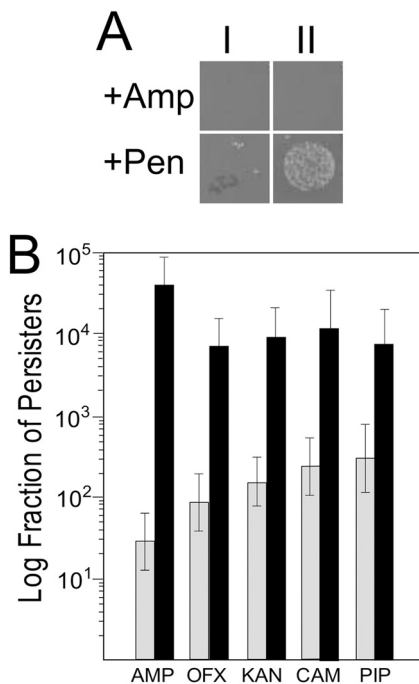 A
I II
+Amp
+Pen
B
Log Fraction of Persisters
10^5
10^4
10^3
10^2
10^1
AMP OFX KAN CAM PIP